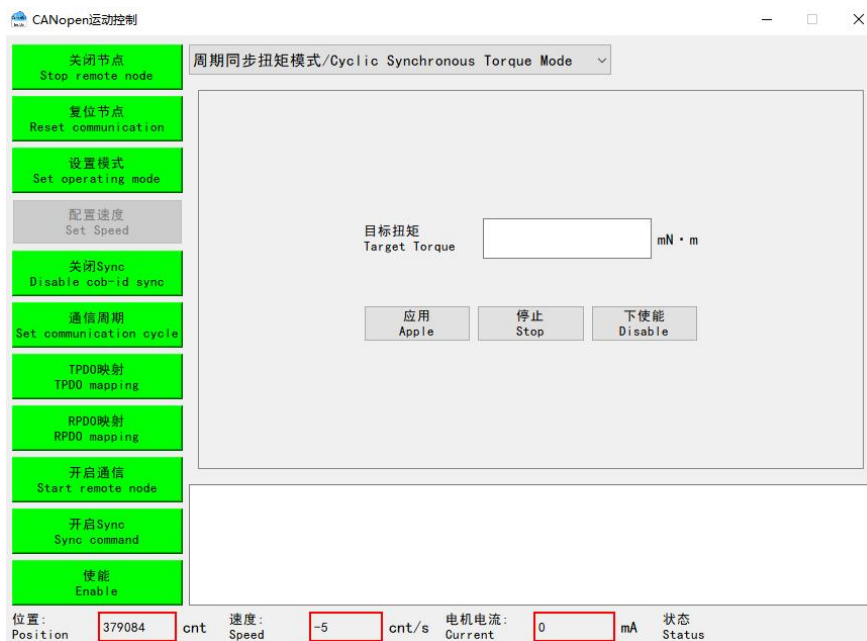 CANopen运动控制
关闭节点
Stop remote node
周期同步扭矩模式/Cyclic Synchronous Torque Mode
复位节点
Reset communication
设置模式
Set operating mode
配置速度
Set Speed
关闭Sync
Disable cob-id sync
通信周期
Set communication cycle
TPDO映射
TPDO mapping
RPDO映射
RPDO mapping
开启通信
Start remote node
开启Sync
Sync command
使能
Enable
目标扭矩
Target Torque
mN·m
应用
Apple
停止
Stop
下使能
Disable
位置:
Position
379084
cnt
速度:
Speed
-5
cnt/s
电机电流:
Current
0
mA
状态
Status